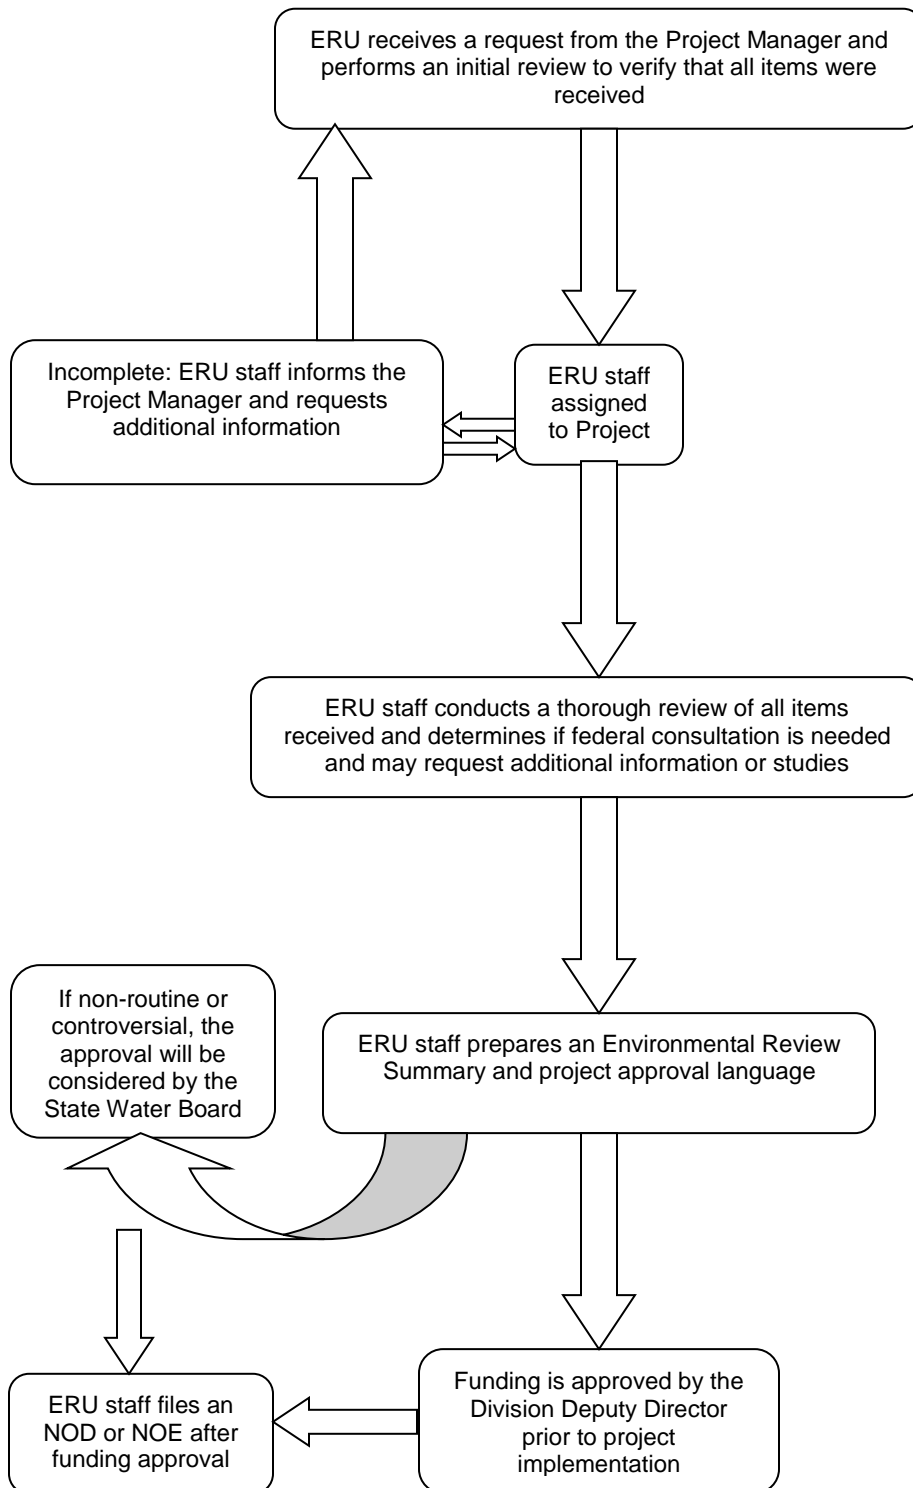 ERU receives a request from the Project Manager and
performs an initial review to verify that all items were
received
Incomplete: ERU staff informs the
Project Manager and requests
additional information
ERU staff
assigned
to Project
ERU staff conducts a thorough review of all items
received and determines if federal consultation is needed
and may request additional information or studies
If non-routine or
controversial, the
approval will be
considered by the
State Water Board
ERU staff prepares an Environmental Review
Summary and project approval language
ERU staff files an
NOD or NOE after
funding approval
Funding is approved by the
Division Deputy Director
prior to project
implementation